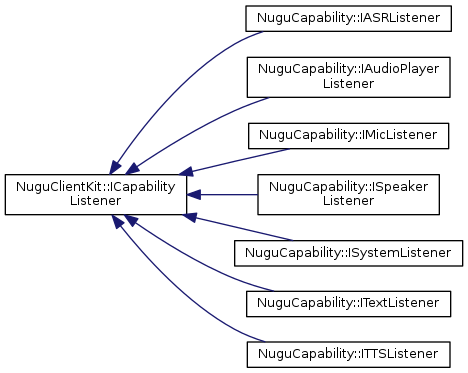 NuguCapability::IASRListener
NuguCapability::IAudioPlayer
Listener
NuguCapability::IMicListener
NuguClientKit::ICapability
Listener
NuguCapability::ISpeaker
Listener
NuguCapability::ISystemListener
NuguCapability::ITextListener
NuguCapability::ITTSListener